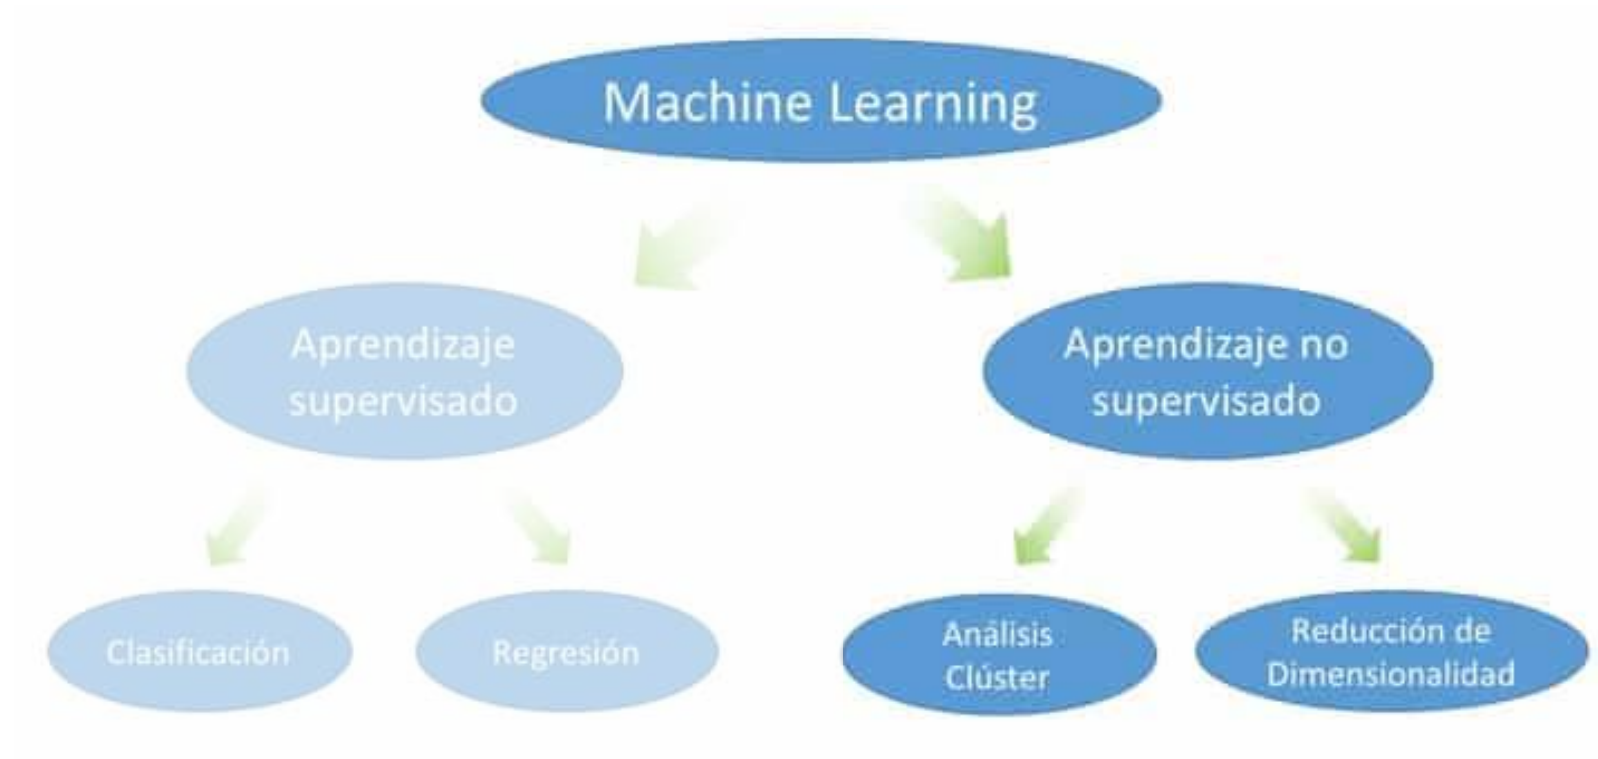 Machine Learning
Aprendizaje
supervisado
Aprendizaje no
supervisado
Clasificación
Regresión
Análisis
Clúster
Reducción de
Dimensionalidad